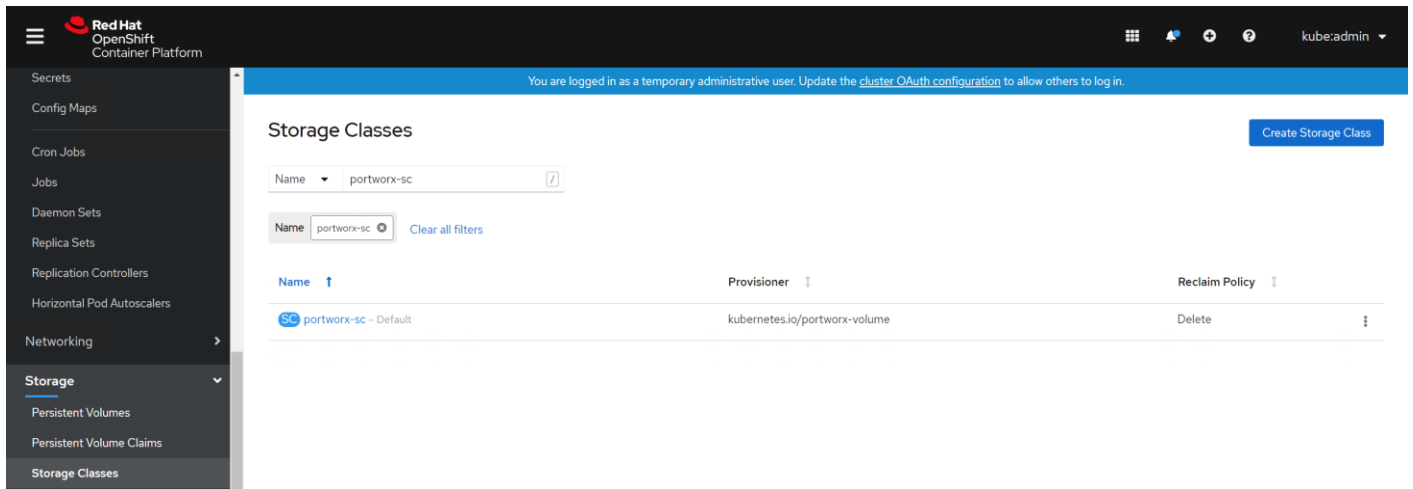 Red Hat
OpenShift
Container Platform
kube:admin
You are logged in as a temporary administrative user. Update the cluster OAuth configuration to allow others to log in.
Secrets
Config Maps
Cron Jobs
Jobs
Daemon Sets
Replica Sets
Replication Controllers
Horizontal Pod Autoscalers
Networking
Storage
Persistent Volumes
Persistent Volume Claims
Storage Classes
Storage Classes
Create Storage Class
Name portworx-sc /
Name portworx-sc Clear all filters
Name Provisioner Reclaim Policy
SC portworx-sc – Default kubernetes.io/portworx-volume Delete